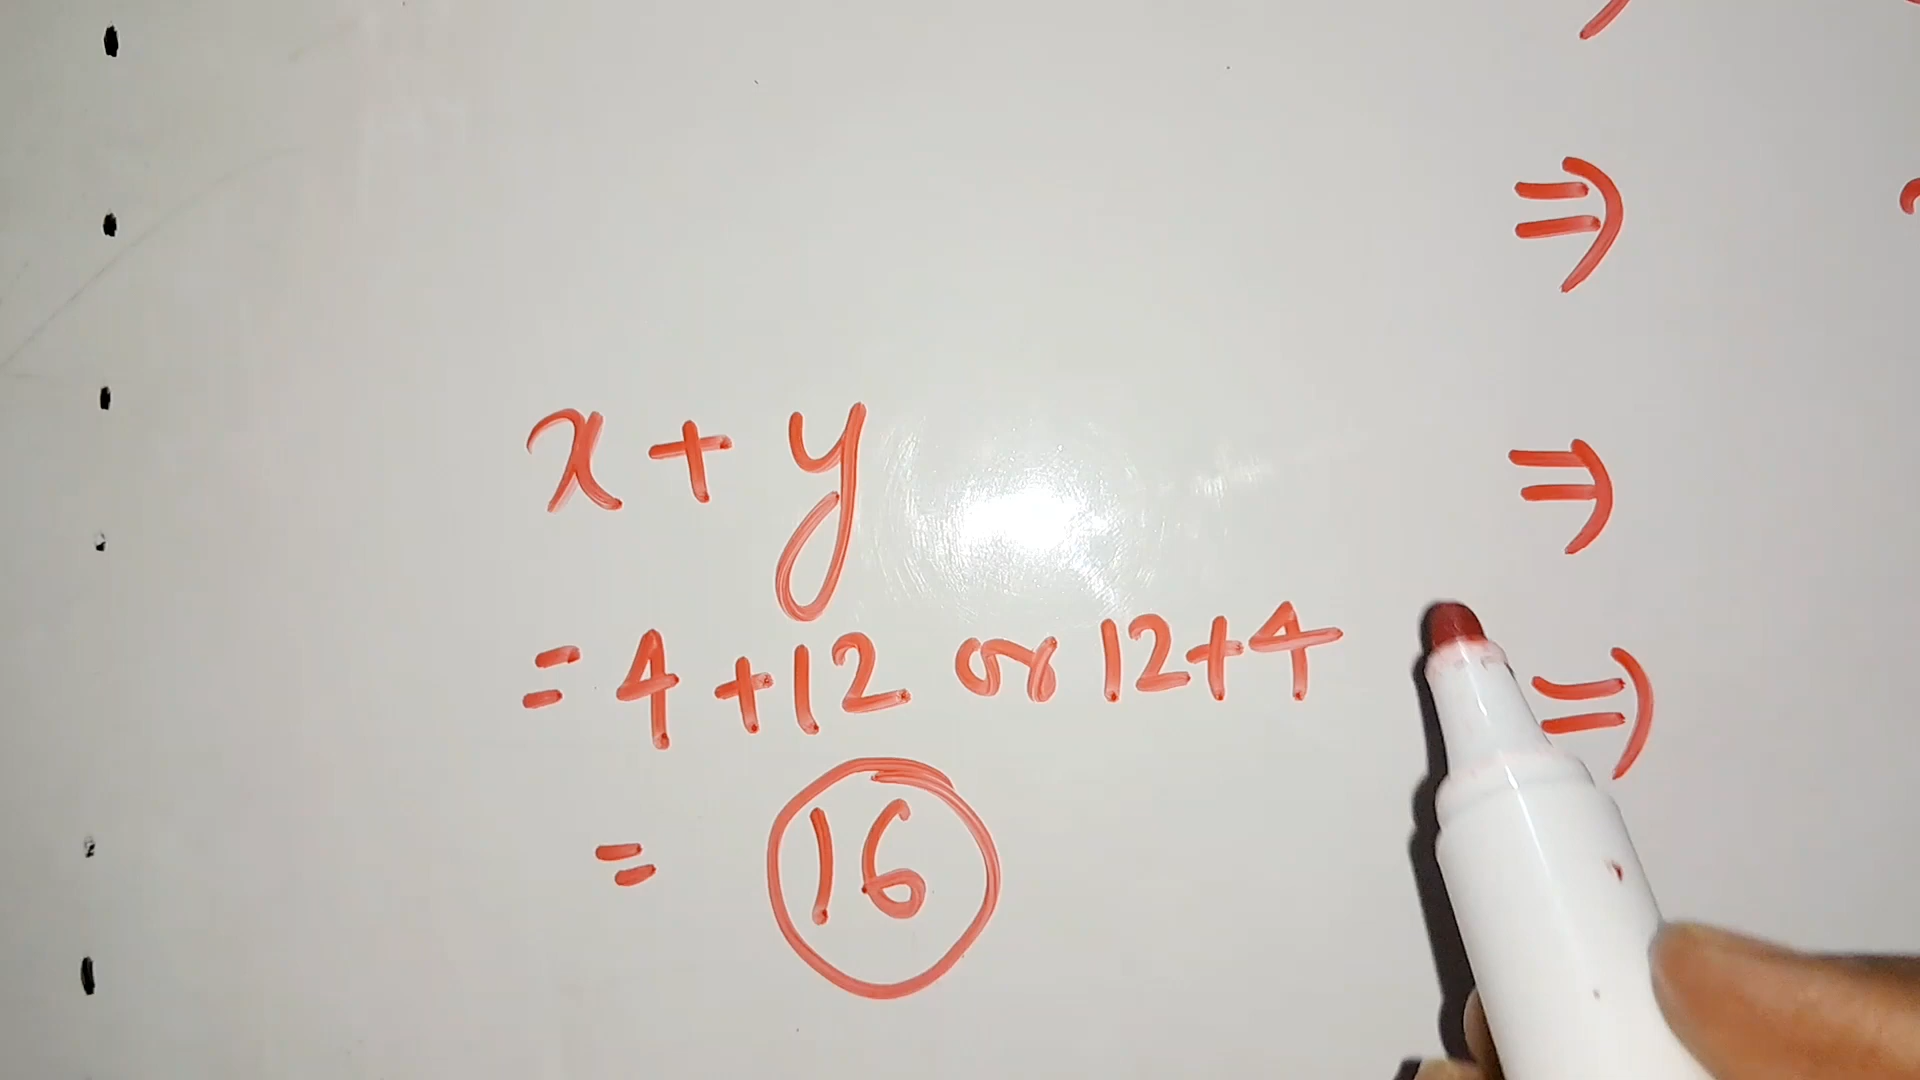 x + y
= 4 + 12 or 12 + 4
= 16
⇒
⇒
⇒